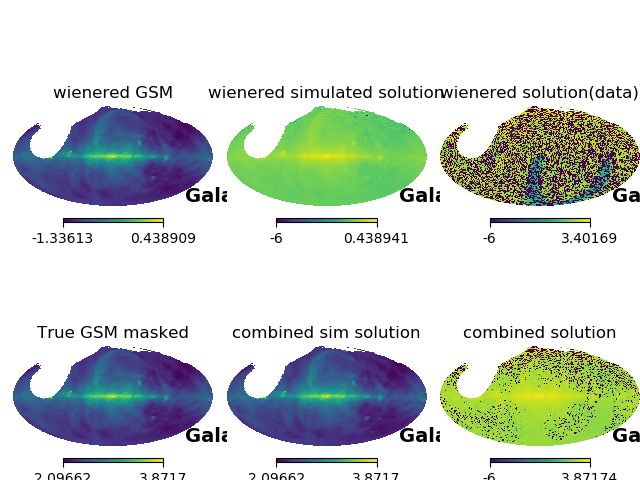 wienered GSM
wienered simulated solution
wienered solution(data)
Gala
Gala
Ga
-1.33613 0.438909
-6 0.438941
-6 3.40169
True GSM masked
combined sim solution
combined solution
Gala
Gala
Ga
2.09662 3.8717
2.09662 3.8717
-6 3.87174